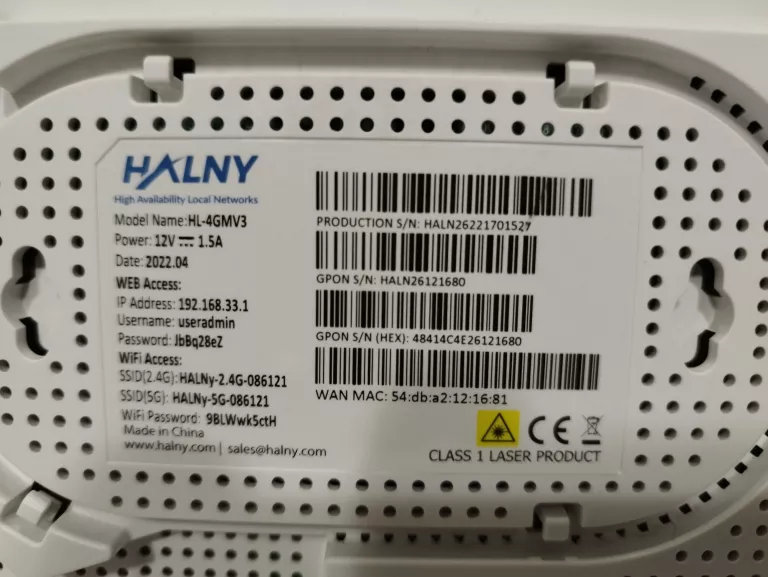 HALNY
High Availability Local Networks
Model Name:HL-4GMV3
Power: 12V 1.5A
Date: 2022.04
WEB Access:
IP Address: 192.168.33.1
Username: useradmin
Password: JbBq28eZ
WiFi Access:
SSID(2.4G):HALNy-2.4G-086121
SSID(5G): HALNy-5G-086121
WiFi Password: 9BLWwk5ctH
Made in China
www.halny.com | sales@halny.com
PRODUCTION S/N: HALN26221701527
GPON S/N: HALN26121680
GPON S/N (HEX): 48414C4E26121680
WAN MAC: 54:db:a2:12:16:81
CE
CLASS 1 LASER PRODUCT